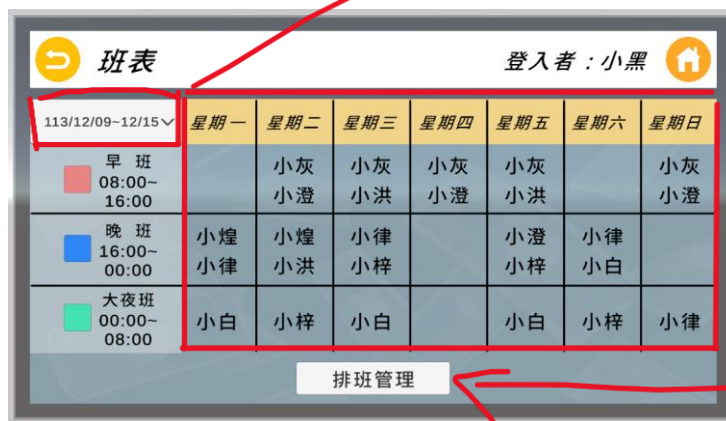 班表
登入者：小黑
113/12/09~12/15
星期一 星期二 星期三 星期四 星期五 星期六 星期日
早 班
08:00~
16:00
小灰 小灰 小灰 小灰 小灰
小澄 小洪 小澄 小洪 小澄
晚 班
16:00~
00:00
小煌 小煌 小律 小澄 小律
小律 小洪 小梓 小梓 小白
大夜班
00:00~
08:00
小白 小梓 小白 小白 小梓 小律
排班管理